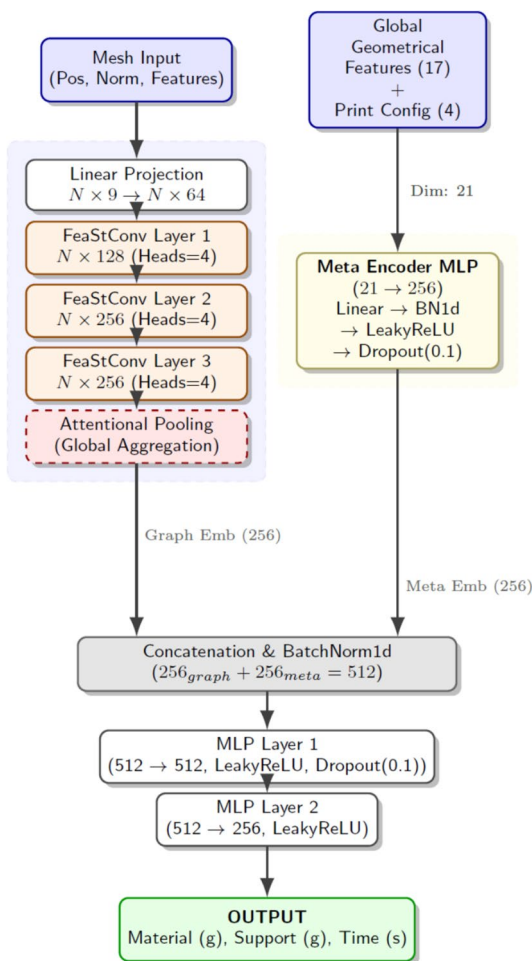 Mesh Input
(Pos, Norm, Features)
Linear Projection
N × 9 → N × 64
FeaStConv Layer 1
N × 128 (Heads=4)
FeaStConv Layer 2
N × 256 (Heads=4)
FeaStConv Layer 3
N × 256 (Heads=4)
Attentional Pooling
(Global Aggregation)
Graph Emb (256)
Global
Geometrical
Features (17)
+
Print Config (4)
Dim: 21
Meta Encoder MLP
(21 → 256)
Linear → BN1d
→ LeakyReLU
→ Dropout(0.1)
Meta Emb (256)
Concatenation & BatchNorm1d
(256graph + 256meta = 512)
MLP Layer 1
(512 → 512, LeakyReLU, Dropout(0.1))
MLP Layer 2
(512 → 256, LeakyReLU)
OUTPUT
Material (g), Support (g), Time (s)